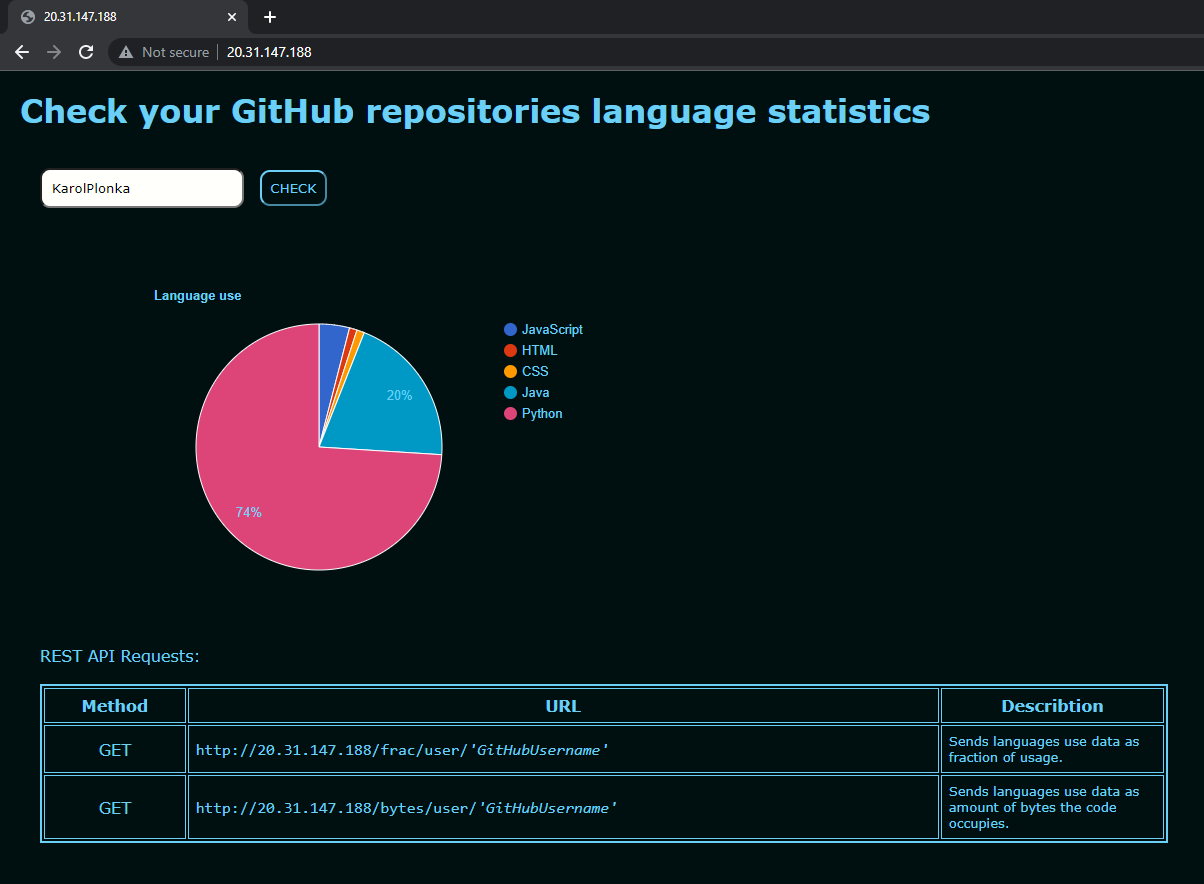 20.31.147.188
Not secure
20.31.147.188
Check your GitHub repositories language statistics
KarolPlonka
CHECK
Language use
JavaScript
HTML
CSS
Java
Python
20%
74%
REST API Requests:
Method URL Describtion
GET http://20.31.147.188/frac/user/'GitHubUsername' Sends languages use data as
fraction of usage.
GET http://20.31.147.188/bytes/user/'GitHubUsername' Sends languages use data as
amount of bytes the code
occupies.